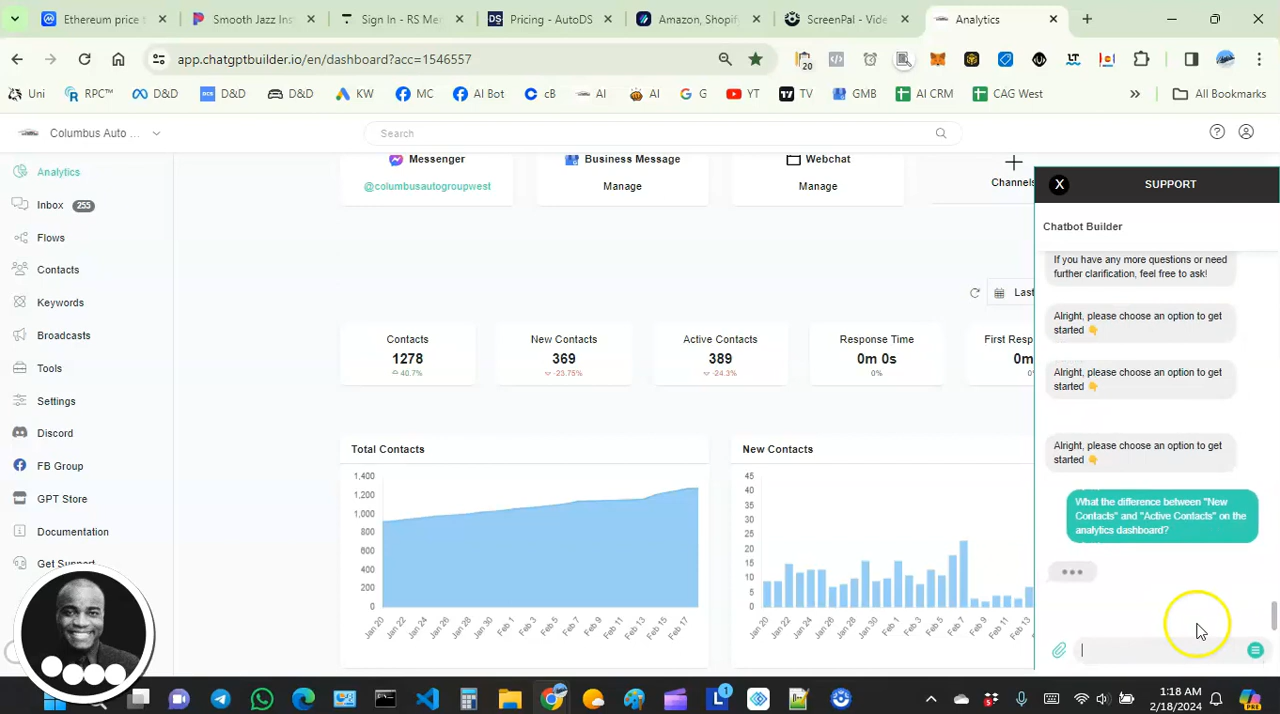 Ethereum price t
Smooth Jazz Ins
Sign In - RS Me
Pricing - AutoDS
Amazon, Shopify
ScreenPal - Vide
Analytics
app.chatgptbuilder.io/en/dashboard?acc=1546557
20
Uni
RPC™
D&D
D&D
D&D
KW
MC
AI Bot
cB
AI
AI
G
YT
TV
GMB
AI CRM
CAG West
All Bookmarks
Columbus Auto ...
Search
Analytics
Inbox 255
Flows
Contacts
Keywords
Broadcasts
Tools
Settings
Discord
FB Group
GPT Store
Documentation
Get Support
Messenger
@columbusautogroupwest
Business Message
Manage
Webchat
Manage
Channels
Last
Contacts
1278
40.7%
New Contacts
369
-23.75%
Active Contacts
389
-24.3%
Response Time
0m 0s
0%
First Resp
0m
0%
Total Contacts
1,400
1,200
1,000
800
600
400
200
0
Jan 20
Jan 22
Jan 24
Jan 26
Jan 28
Jan 30
Feb 1
Feb 3
Feb 5
Feb 7
Feb 9
Feb 11
Feb 13
Feb 15
Feb 17
New Contacts
45
40
35
30
25
20
15
10
5
0
Jan 20
Jan 22
Jan 24
Jan 26
Jan 28
Jan 30
Feb 1
Feb 3
Feb 5
Feb 7
Feb 9
Feb 11
Feb 13
X
SUPPORT
Chatbot Builder
If you have any more questions or need
further clarification, feel free to ask!
Alright, please choose an option to get
started 👇
Alright, please choose an option to get
started 👇
Alright, please choose an option to get
started 👇
What the difference between "New
Contacts" and "Active Contacts" on the
analytics dashboard?
1
1:18 AM
2/18/2024
PRE